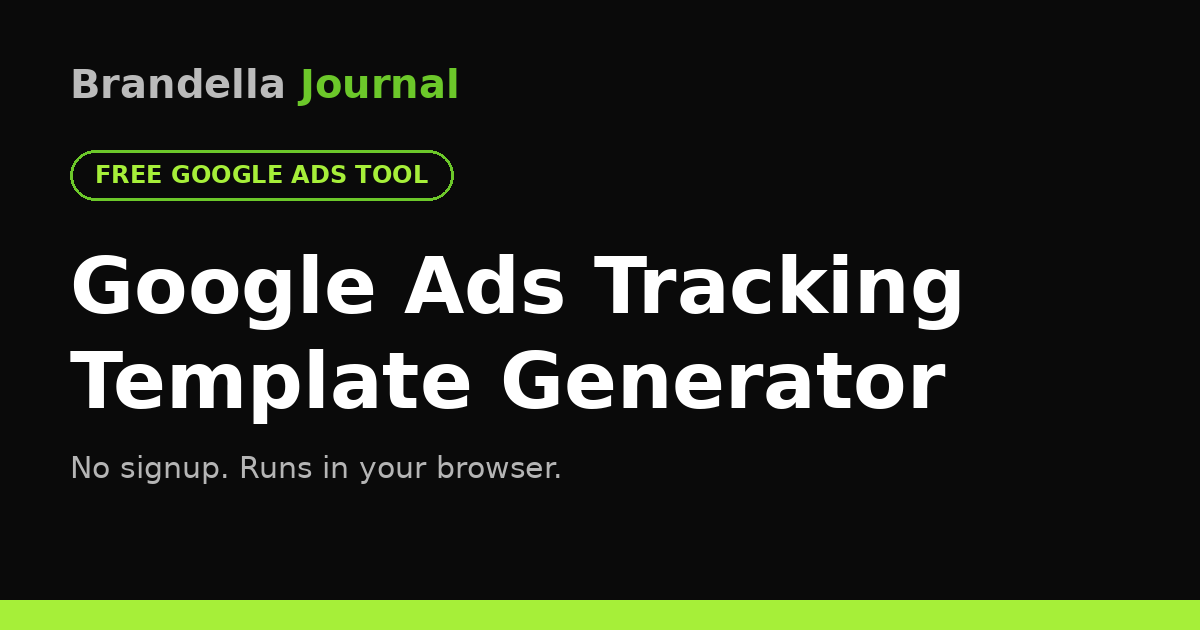 Brandella Journal
FREE GOOGLE ADS TOOL
Google Ads Tracking
Template Generator
No signup. Runs in your browser.